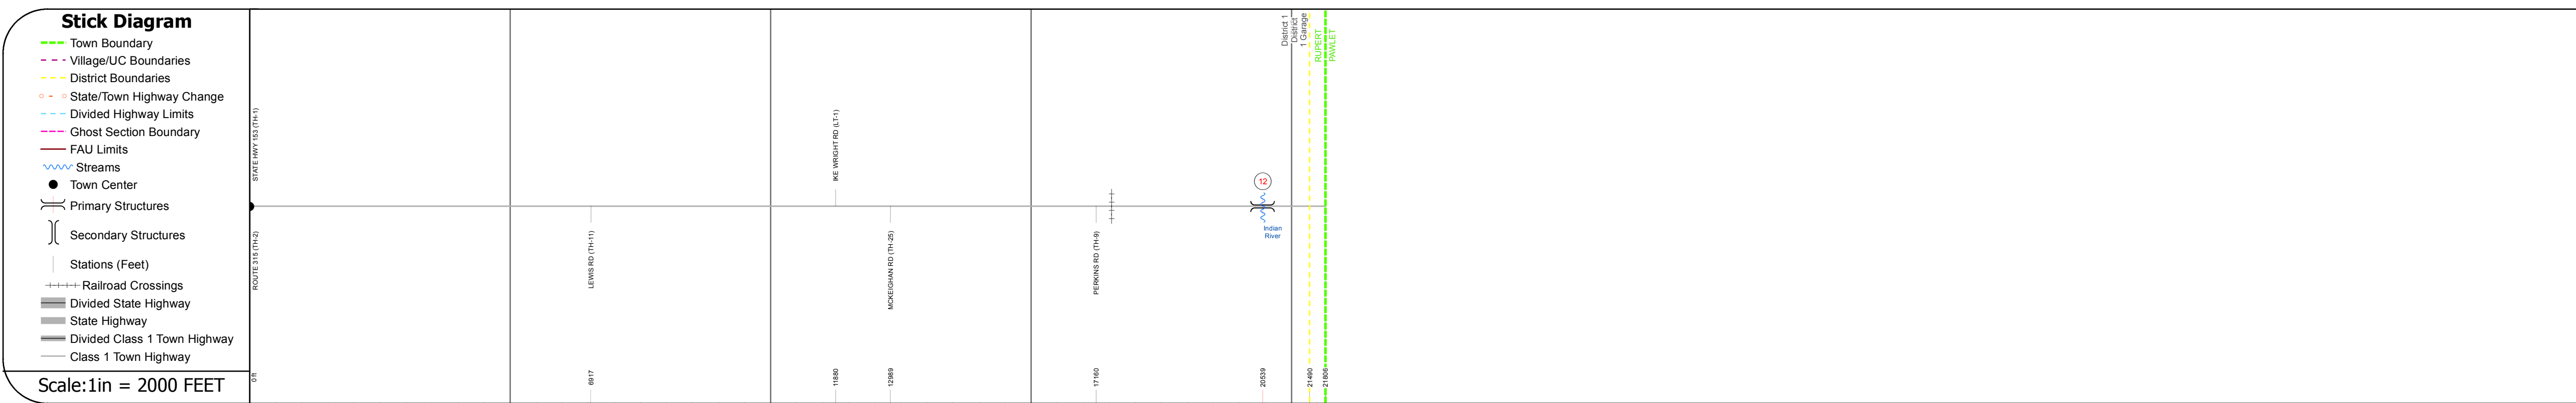 Stick Diagram
Town Boundary
Village/UC Boundaries
District Boundaries
State/Town Highway Change
Divided Highway Limits
Ghost Section Boundary
FAU Limits
Streams
Town Center
Primary Structures
Secondary Structures
Stations (Feet)
Railroad Crossings
Divided State Highway
State Highway
Divided Class 1 Town Highway
Class 1 Town Highway
Scale:1in = 2000 FEET
STATE HWY 153 (TH-1)
ROUTE 315 (TH-2)
0 ft
LEWIS RD (TH-11)
6917
IKE WRIGHT RD (LT-1)
11880
MCKEIGHAN RD (TH-25)
12989
PERKINS RD (TH-9)
17160
12
Indian
River
20539
District 1
District
1 Garage
21490
RUPERT
PAWLET
21806